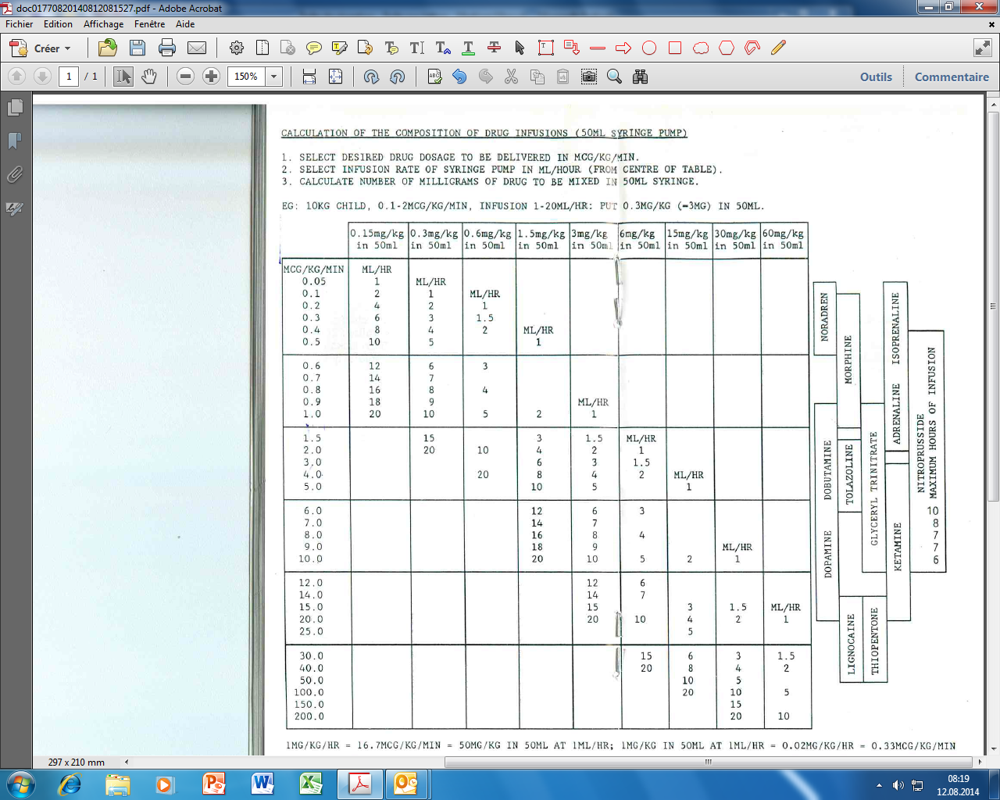 doc01770820140812081527.pdf - Adobe Acrobat
Fichier Edition Affichage Fenêtre Aide
Créer
1 / 1 150% Outils Commentaire
CALCULATION OF THE COMPOSITION OF DRUG INFUSIONS (50ML SYRINGE PUMP)
1. SELECT DESIRED DRUG DOSAGE TO BE DELIVERED IN MCG/KG/MIN.
2. SELECT INFUSION RATE OF SYRINGE PUMP IN ML/HOUR (FROM CENTRE OF TABLE).
3. CALCULATE NUMBER OF MILLIGRAMS OF DRUG TO BE MIXED IN 50ML SYRINGE.
EG: 10KG CHILD, 0.1-2MCG/KG/MIN, INFUSION 1-20ML/HR: PUT 0.3MG/KG (=3MG) IN 50ML.
0.15mg/kg 0.3mg/kg 0.6mg/kg 1.5mg/kg 3mg/kg 6mg/kg 15mg/kg 30mg/kg 60mg/kg
in 50ml in 50ml in 50ml in 50ml in 50ml in 50ml in 50ml in 50ml in 50ml
MCG/KG/MIN ML/HR
0.05 1 ML/HR
0.1 2 1 ML/HR
0.2 4 2 1
0.3 6 3 1.5
0.4 8 4 2 ML/HR
0.5 10 5 1
0.6 12 6 3
0.7 14 7
0.8 16 8 4
0.9 18 9 ML/HR
1.0 20 10 5 2 1
1.5 15 3 1.5 ML/HR
2.0 20 10 4 2 1
3.0 6 3 1.5
4.0 20 8 4 2 ML/HR
5.0 10 5 1
6.0 12 6 3
7.0 14 7
8.0 16 8 4
9.0 18 9 ML/HR
10.0 20 10 5 2 1
12.0 12 6
14.0 14 7
15.0 15 3 1.5 ML/HR
20.0 20 10 4 2 1
25.0 5
30.0 15 6 3 1.5
40.0 20 8 4 2
50.0 10 5
100.0 20 10 5
150.0 15
200.0 20 10
NORADREN
MORPHINE
ADRENALINE ISOPRENALINE
DOPAMINE DOBUTAMINE
TOLAZOLINE
GLYCERYL TRINITRATE
KETAMINE
NITROPRUSSIDE
MAXIMUM HOURS OF INFUSION
10
8
7
7
6
LIGNOCAINE
THIOPENTONE
1MG/KG/HR = 16.7MCG/KG/MIN = 50MG/KG IN 50ML AT 1ML/HR; 1MG/KG IN 50ML AT 1ML/HR = 0.02MG/KG/HR = 0.33MCG/KG/MIN
297 x 210 mm
08:19
12.08.2014